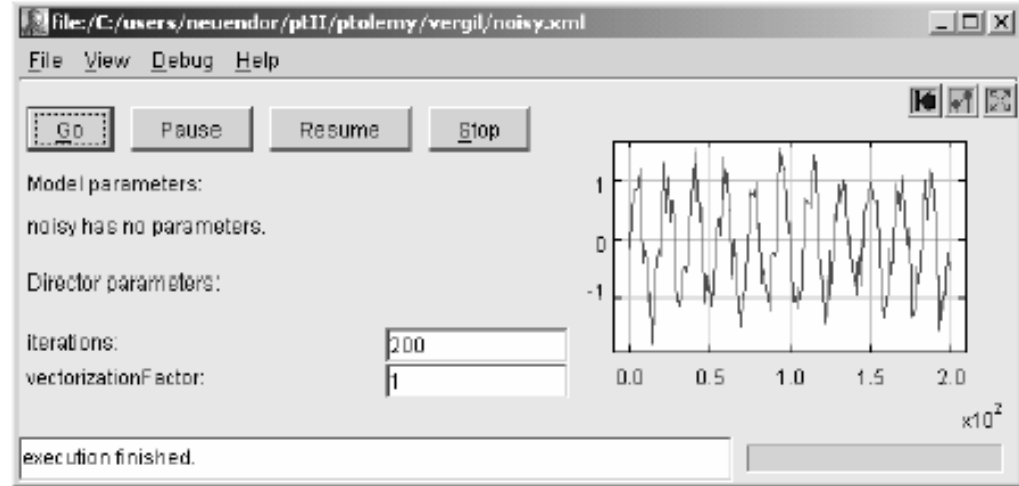 file:/C:/users/neuendor/ptII/ptolemy/vergil/noisy.xml
File View Debug Help
Go Pause Resume Stop
Model parameters:
noisy has no parameters.
Director parameters:
iterations: 200
vectorizationFactor: 1
1
0
-1
0.0 0.5 1.0 1.5 2.0
x10²
execution finished.